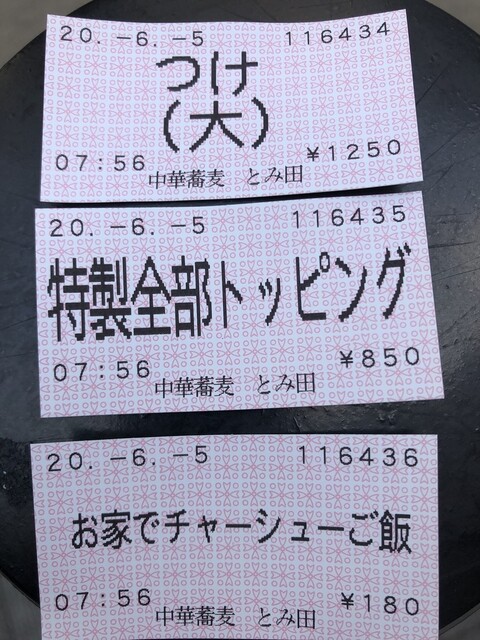 20.-6.-5 116434
つけ
(大)
07:56 ¥1250
中華蕎麦 とみ田
20.-6.-5 116435
特製全部トッピング
07:56 ¥850
中華蕎麦 とみ田
20.-6.-5 116436
お家でチャーシューご飯
07:56 ¥180
中華蕎麦 とみ田